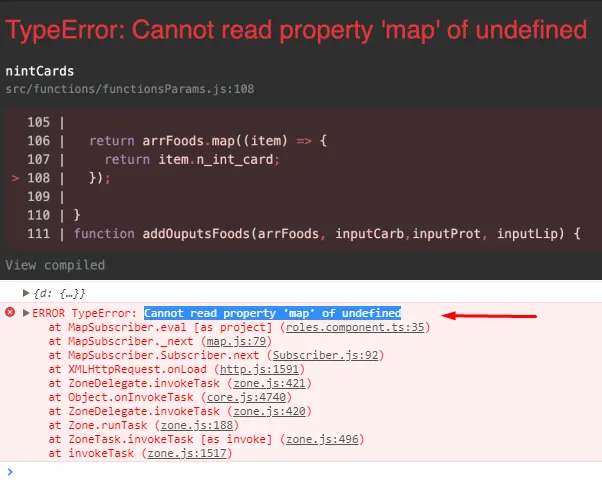 TypeError: Cannot read property 'map' of undefined
nintCards
src/functions/functionsParams.js:108
105 |
106 | return arrFoods.map((item) => {
107 | return item.n_int_card;
> 108 | });
109 |
110 | }
111 | function addOuputsFoods(arrFoods, inputCarb,inputProt, inputLip) {
View compiled
▶{d: {…}}
▶ERROR TypeError: Cannot read property 'map' of undefined
at MapSubscriber.eval [as project] (roles.component.ts:35)
at MapSubscriber._next (map.js:79)
at MapSubscriber.Subscriber.next (Subscriber.js:92)
at XMLHttpRequest.onLoad (http.js:1591)
at ZoneDelegate.invokeTask (zone.js:421)
at Object.onInvokeTask (core.js:4740)
at ZoneDelegate.invokeTask (zone.js:420)
at Zone.runTask (zone.js:188)
at ZoneTask.invokeTask [as invoke] (zone.js:496)
at invokeTask (zone.js:1517)
>